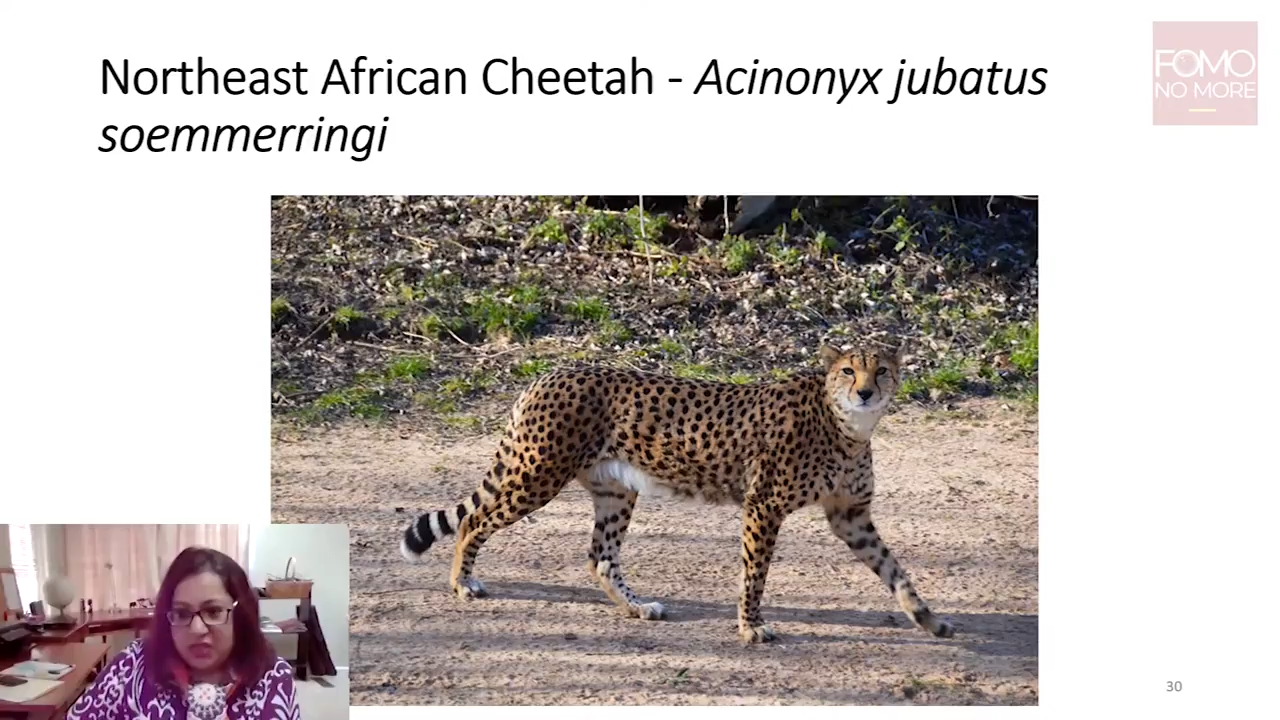 Northeast African Cheetah - Acinonyx jubatus
soemmerringi
FOMO
NO MORE
30